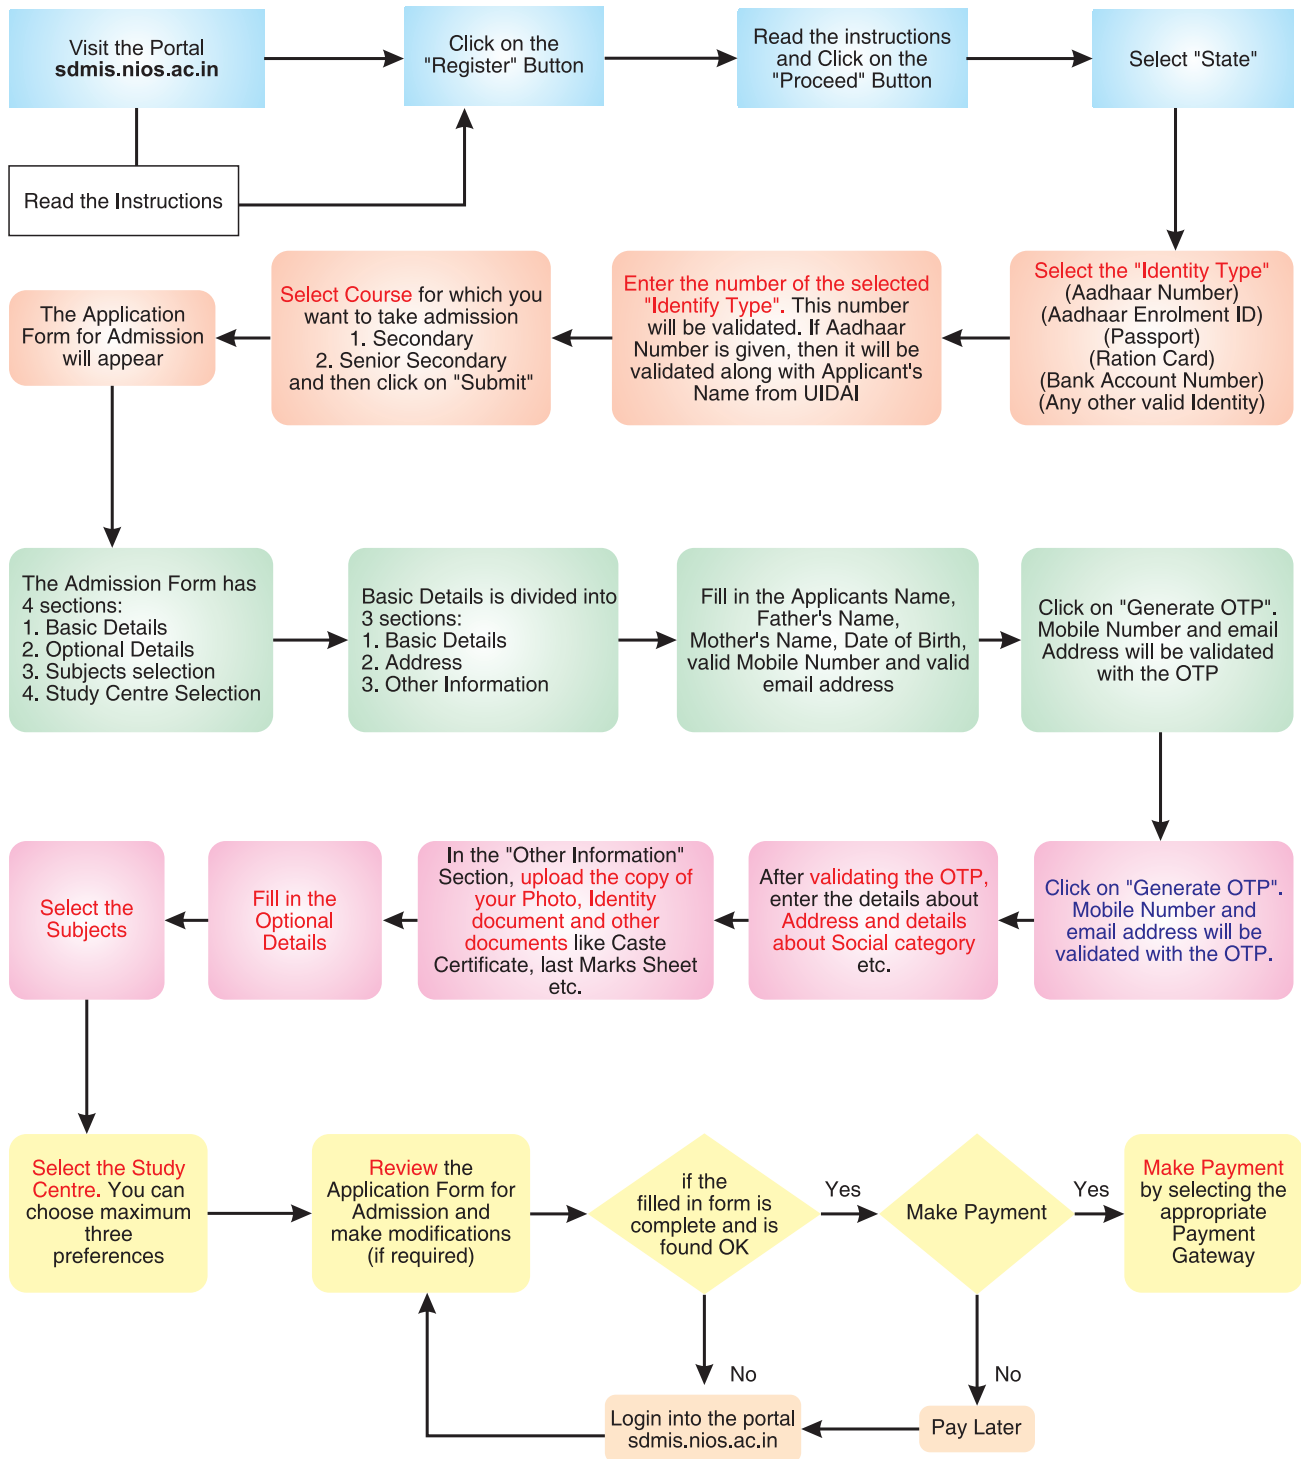 Visit the Portal
sdmis.nios.ac.in
Click on the
"Register" Button
Read the instructions
and Click on the
"Proceed" Button
Select "State"
Read the Instructions
Select the "Identity Type"
(Aadhaar Number)
(Aadhaar Enrolment ID)
(Passport)
(Ration Card)
(Bank Account Number)
(Any other valid Identity)
Enter the number of the selected
"Identify Type". This number
will be validated. If Aadhaar
Number is given, then it will be
validated along with Applicant's
Name from UIDAI
Select Course for which you
want to take admission
1. Secondary
2. Senior Secondary
and then click on "Submit"
The Application
Form for Admission
will appear
The Admission Form has
4 sections:
1. Basic Details
2. Optional Details
3. Subjects selection
4. Study Centre Selection
Basic Details is divided into
3 sections:
1. Basic Details
2. Address
3. Other Information
Fill in the Applicants Name,
Father's Name,
Mother's Name, Date of Birth,
valid Mobile Number and valid
email address
Click on "Generate OTP".
Mobile Number and email
Address will be validated
with the OTP
Click on "Generate OTP".
Mobile Number and
email address will be
validated with the OTP.
After validating the OTP,
enter the details about
Address and details
about Social category
etc.
In the "Other Information"
Section, upload the copy of
your Photo, Identity
document and other
documents like Caste
Certificate, last Marks Sheet
etc.
Fill in the
Optional
Details
Select the
Subjects
Select the Study
Centre. You can
choose maximum
three
preferences
Review the
Application Form for
Admission and
make modifications
(if required)
if the
filled in form is
complete and is
found OK
Yes
Make Payment
Yes
Make Payment
by selecting the
appropriate
Payment
Gateway
No
No
Login into the portal
sdmis.nios.ac.in
Pay Later